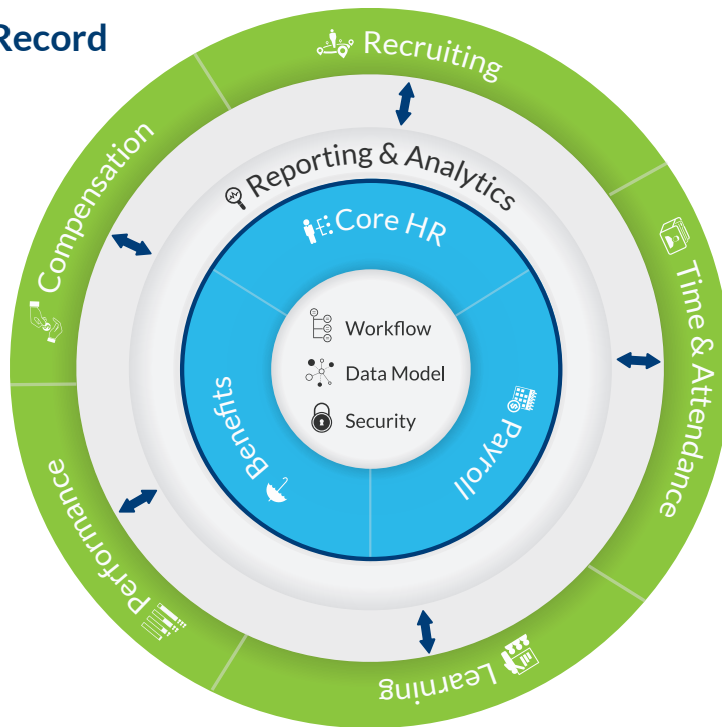 Record
Recruiting
Compensation
Reporting & Analytics
Core HR
Time & Attendance
Workflow
Data Model
Security
Benefits
Payroll
Performance
Learning